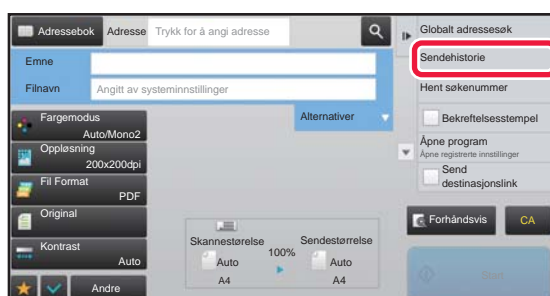 Adressebok
Adresse
Trykk for å angi adresse
Emne
Filnavn
Angitt av systeminnstillinger
Alternativer
Fargemodus
Auto/Mono2
Oppløsning
200x200dpi
Fil Format
PDF
Original
Kontrast
Auto
Andre
Skannestørelse
100%
Sendestørrelse
Auto
Auto
A4
A4
Globalt adressesøk
Sendehistorie
Hent søkenummer
Bekreftelsesstempel
Åpne program
Åpne registrerte innstillinger
Send
destinasjonslink
Forhåndsvis
CA
Start